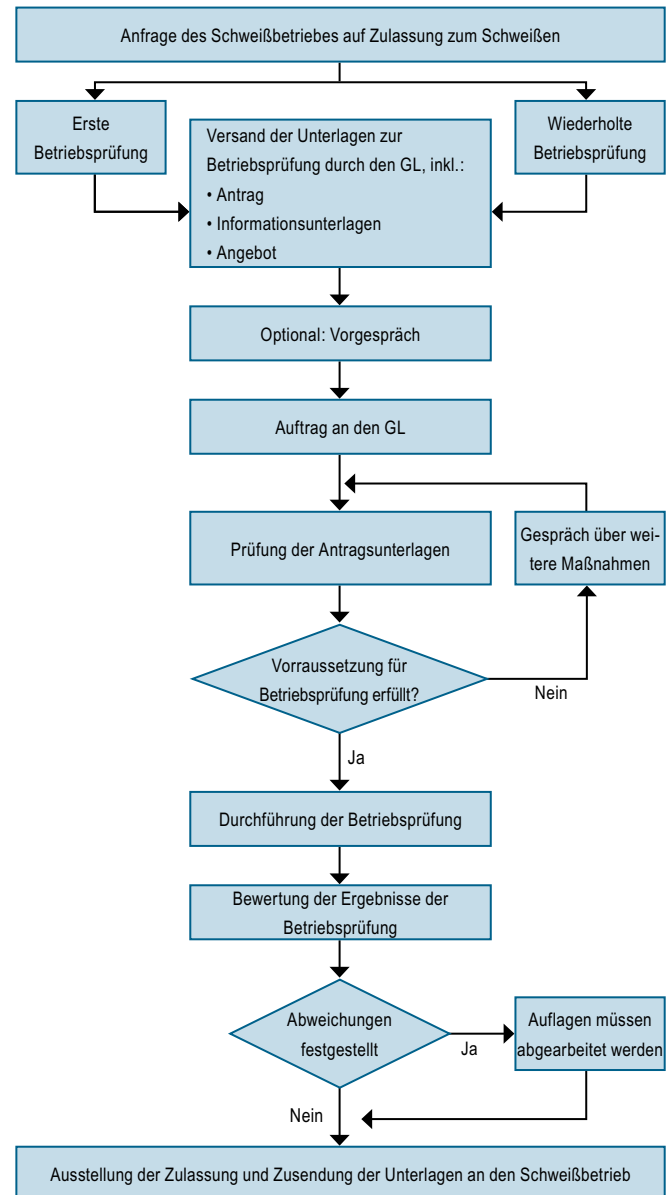 Anfrage des Schweißbetriebes auf Zulassung zum Schweißen
Erste
Betriebsprüfung
Versand der Unterlagen zur
Betriebsprüfung durch den GL, inkl.:
• Antrag
• Informationsunterlagen
• Angebot
Wiederholte
Betriebsprüfung
Optional: Vorgespräch
Auftrag an den GL
Prüfung der Antragsunterlagen
Gespräch über wei-
tere Maßnahmen
Vorraussetzung für
Betriebsprüfung erfüllt?
Nein
Ja
Durchführung der Betriebsprüfung
Bewertung der Ergebnisse der
Betriebsprüfung
Abweichungen
festgestellt
Ja
Auflagen müssen
abgearbeitet werden
Nein
Ausstellung der Zulassung und Zusendung der Unterlagen an den Schweißbetrieb